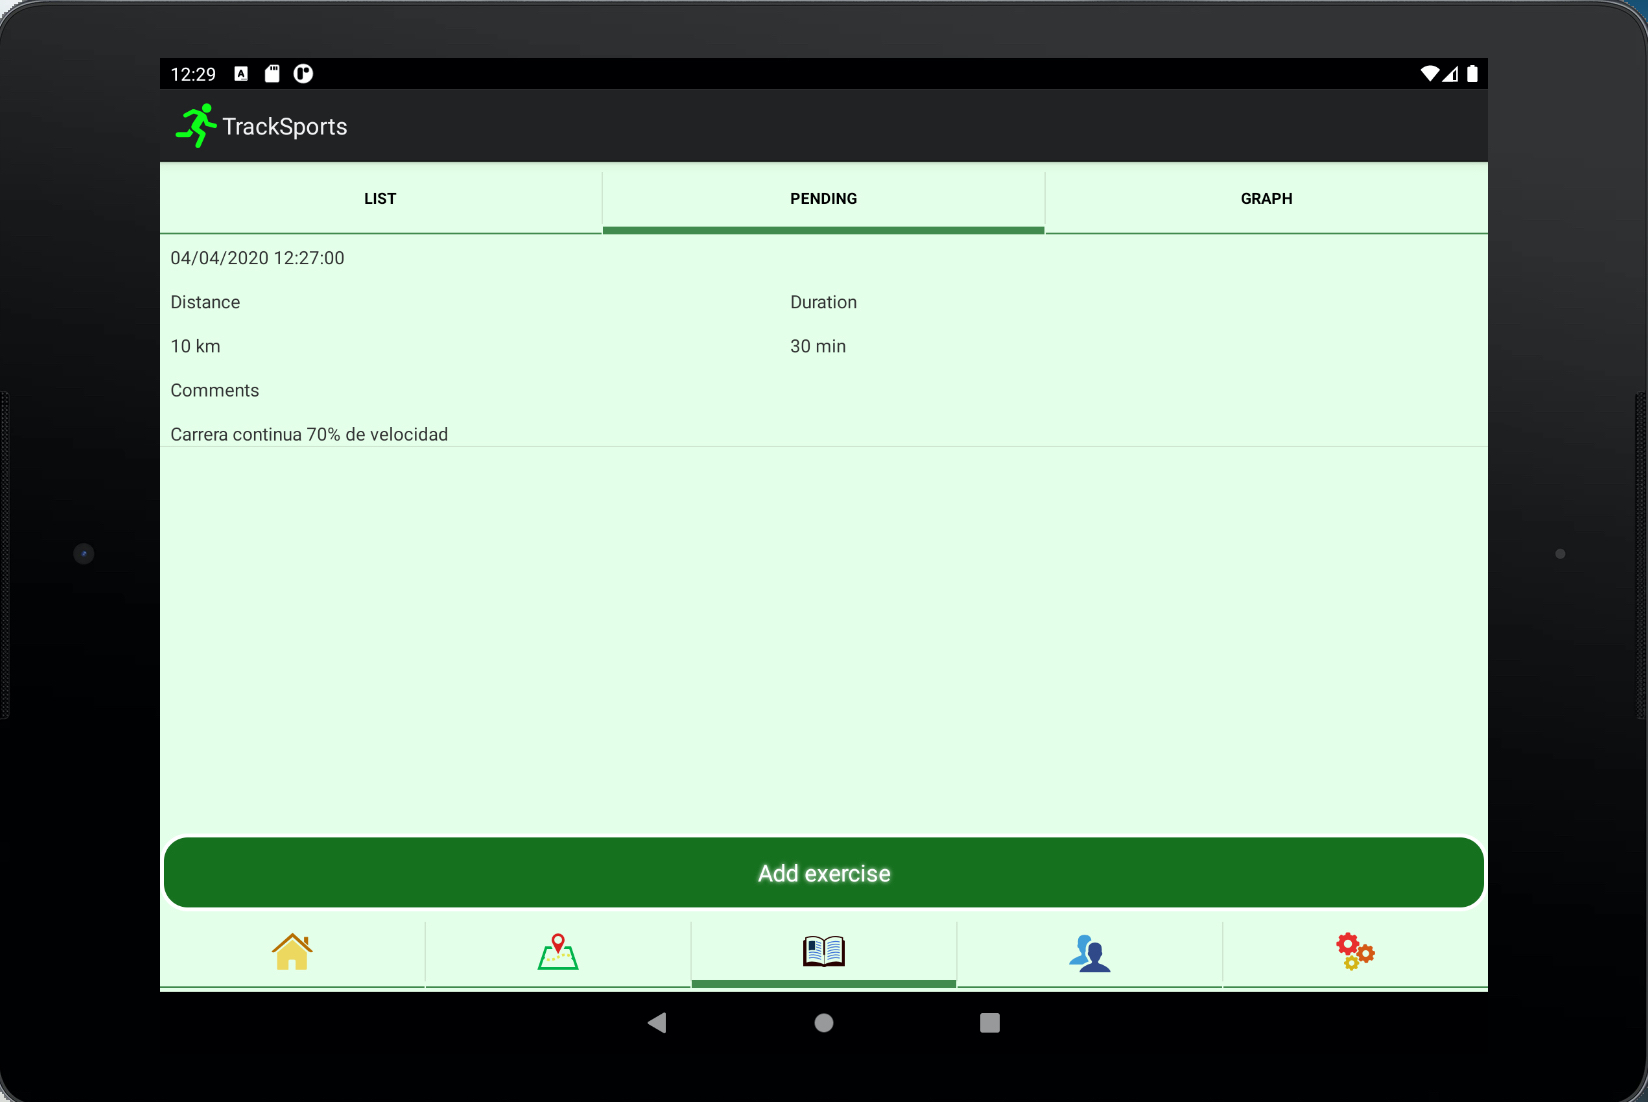 12:29
TrackSports
LIST PENDING GRAPH
04/04/2020 12:27:00
Distance Duration
10 km 30 min
Comments
Carrera continua 70% de velocidad
Add exercise